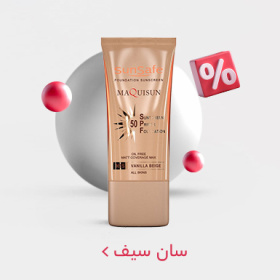 SunSafe
FOUNDATION SUNSCREEN
MAQUISUN
50
OIL FREE
VANILLA BEIGE
ALL SKINS
%
سان سیف >